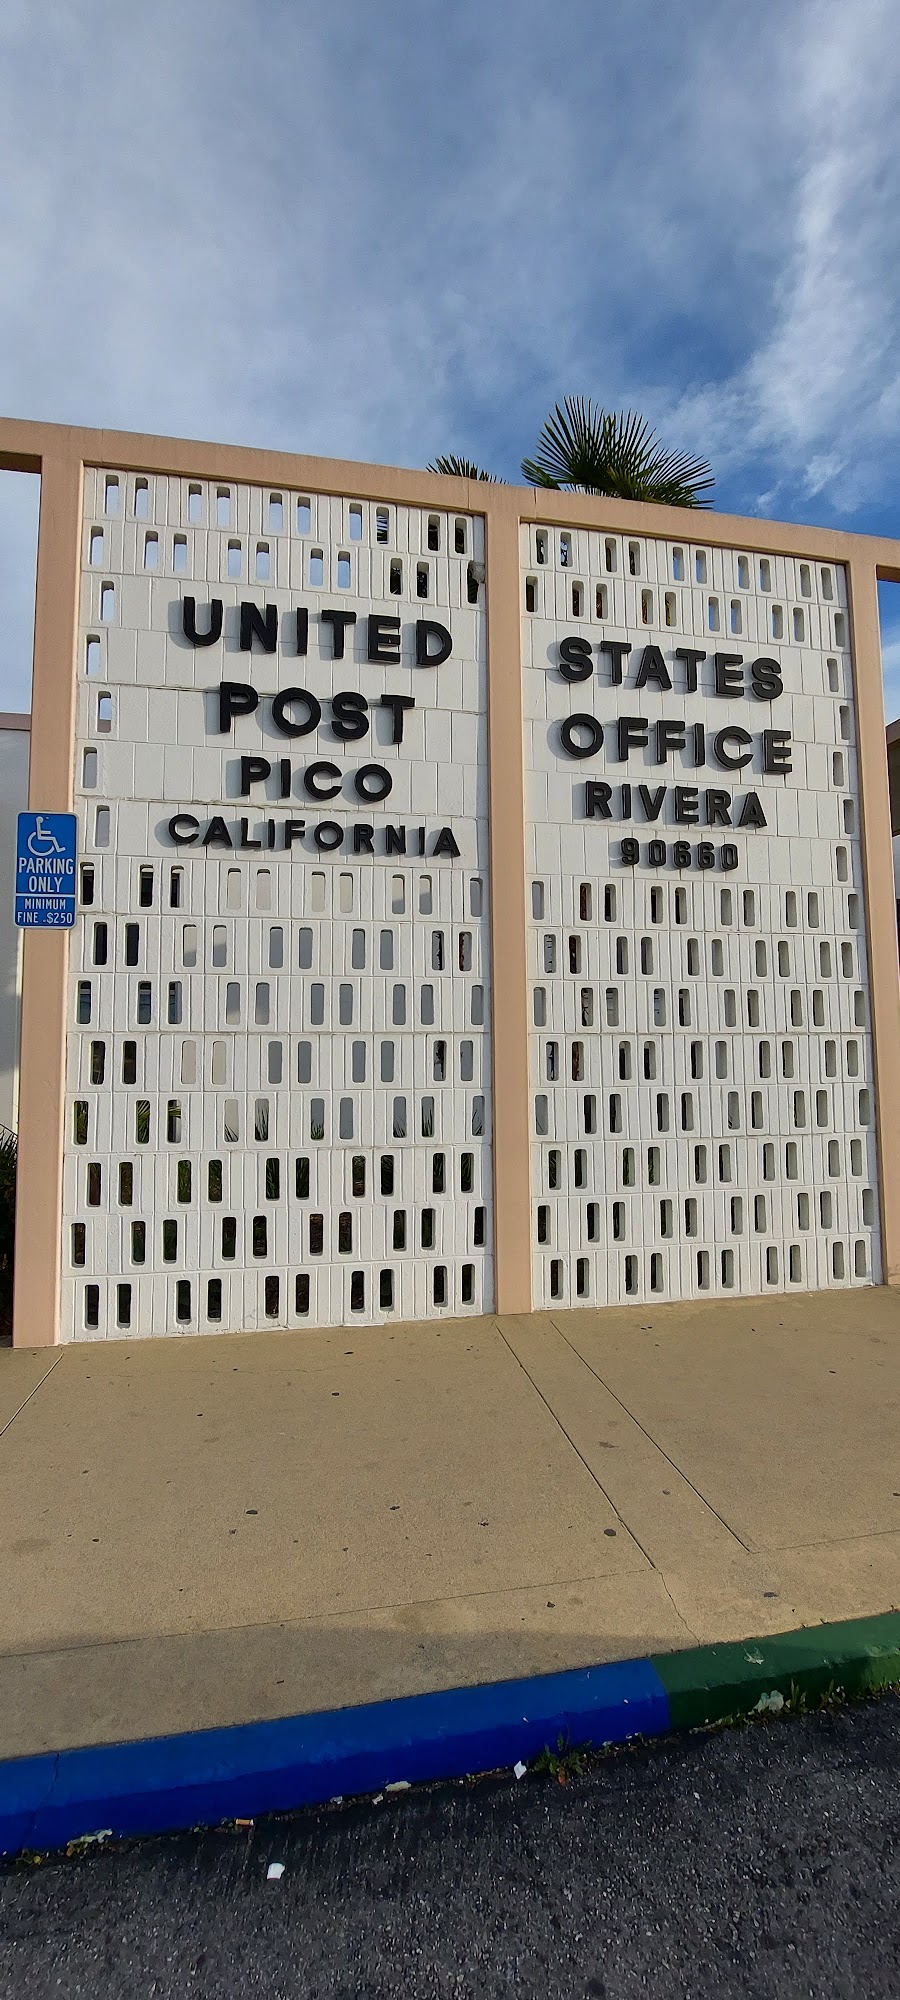 UNITED STATES
POST OFFICE
PICO RIVERA
CALIFORNIA 90660
PARKING
ONLY
MINIMUM
FINE $250